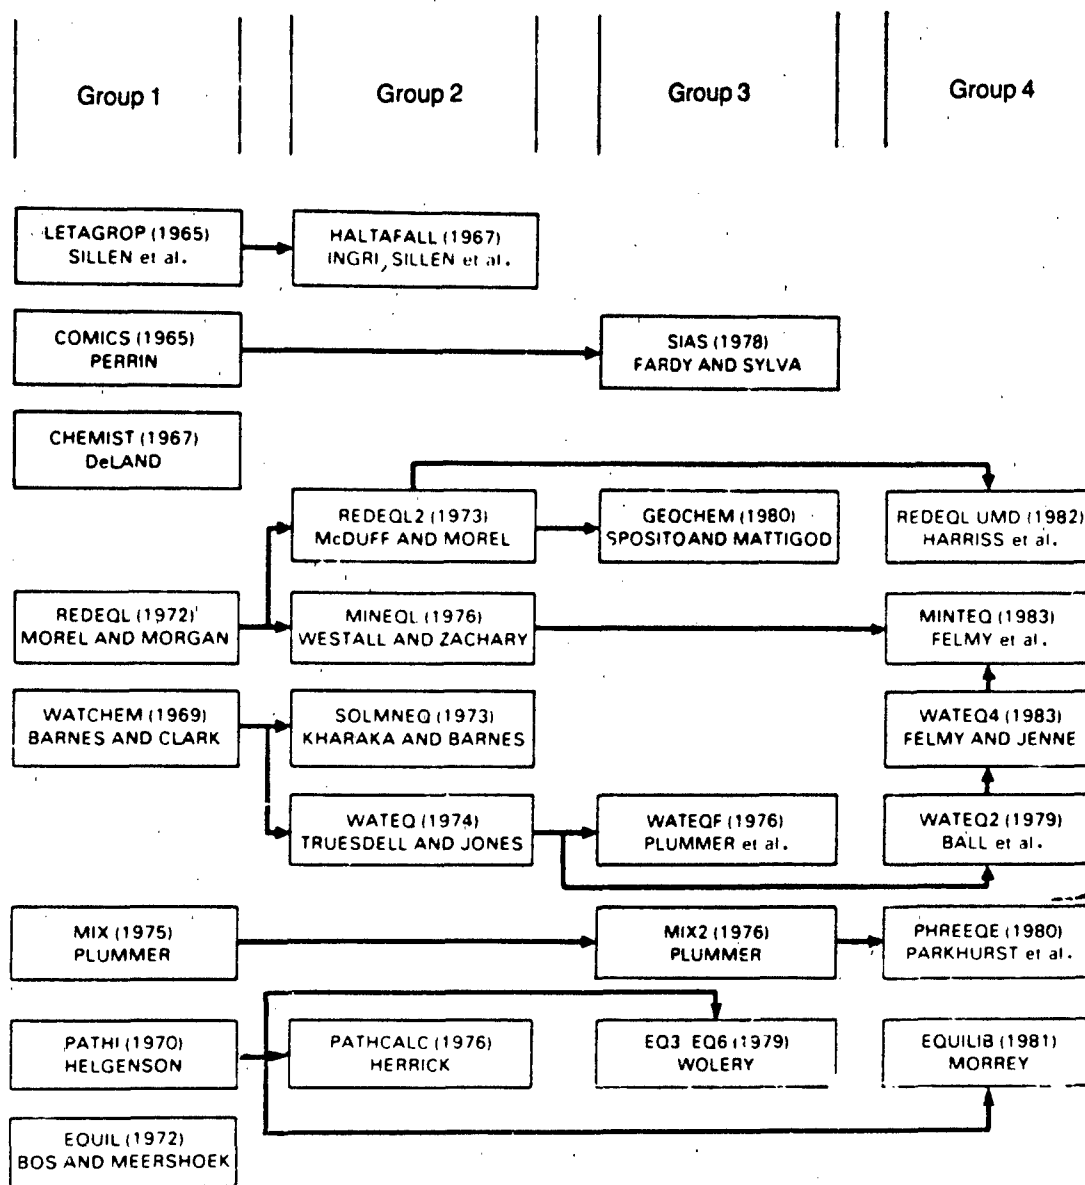 Group 1
Group 2
Group 3
Group 4
LETAGROP (1965)
SILLEN et al.
HALTAFALL (1967)
INGRI, SILLEN et al.
COMICS (1965)
PERRIN
SIAS (1978)
FARDY AND SYLVA
CHEMIST (1967)
DeLAND
REDEQL2 (1973)
McDUFF AND MOREL
GEOCHEM (1980)
SPOSITO AND MATTIGOD
REDEQL UMD (1982)
HARRISS et al.
REDEQL (1972)
MOREL AND MORGAN
MINEQL (1976)
WESTALL AND ZACHARY
MINTEQ (1983)
FELMY et al.
WATCHEM (1969)
BARNES AND CLARK
SOLMNEQ (1973)
KHARAKA AND BARNES
WATEQ4 (1983)
FELMY AND JENNE
WATEQ (1974)
TRUESDELL AND JONES
WATEQF (1976)
PLUMMER et al.
WATEQ2 (1979)
BALL et al.
MIX (1975)
PLUMMER
MIX2 (1976)
PLUMMER
PHREEQE (1980)
PARKHURST et al.
PATHI (1970)
HELGENSON
PATHCALC (1976)
HERRICK
EQ3 EQ6 (1979)
WOLERY
EQUILIB (1981)
MORREY
EQUIL (1972)
BOS AND MEERSHOEK